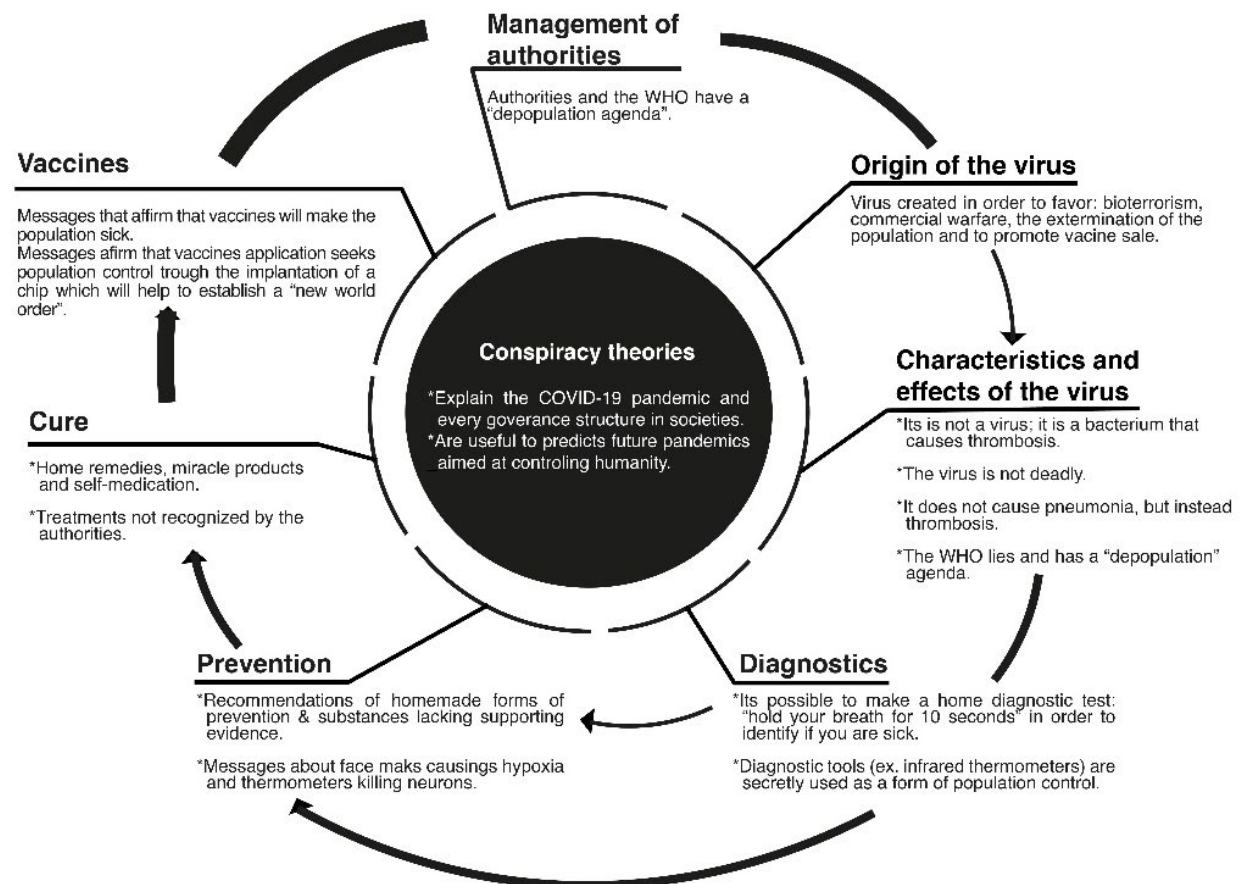 Management of
authorities
Authorities and the WHO have a
“depopulation agenda”.
Origin of the virus
Virus created in order to favor: bioterrorism,
commercial warfare, the extermination of the
population and to promote vacine sale.
Characteristics and
effects of the virus
*Its is not a virus; it is a bacterium that
causes thrombosis.
*The virus is not deadly.
*It does not cause pneumonia, but instead
thrombosis.
*The WHO lies and has a “depopulation”
agenda.
Diagnostics
*Its possible to make a home diagnostic test:
“hold your breath for 10 seconds” in order to
identify if you are sick.
*Diagnostic tools (ex. infrared thermometers) are
secretly used as a form of population control.
Prevention
*Recommendations of homemade forms of
prevention & substances lacking supporting
evidence.
*Messages about face maks causings hypoxia
and thermometers killing neurons.
Cure
*Home remedies, miracle products
and self-medication.
*Treatments not recognized by the
authorities.
Vaccines
Messages that affirm that vaccines will make the
population sick.
Messages afirm that vaccines application seeks
population control trough the implantation of a
chip which will help to establish a “new world
order”.
Conspiracy theories
*Explain the COVID-19 pandemic and
every goverance structure in societies.
*Are useful to predicts future pandemics
aimed at controling humanity.